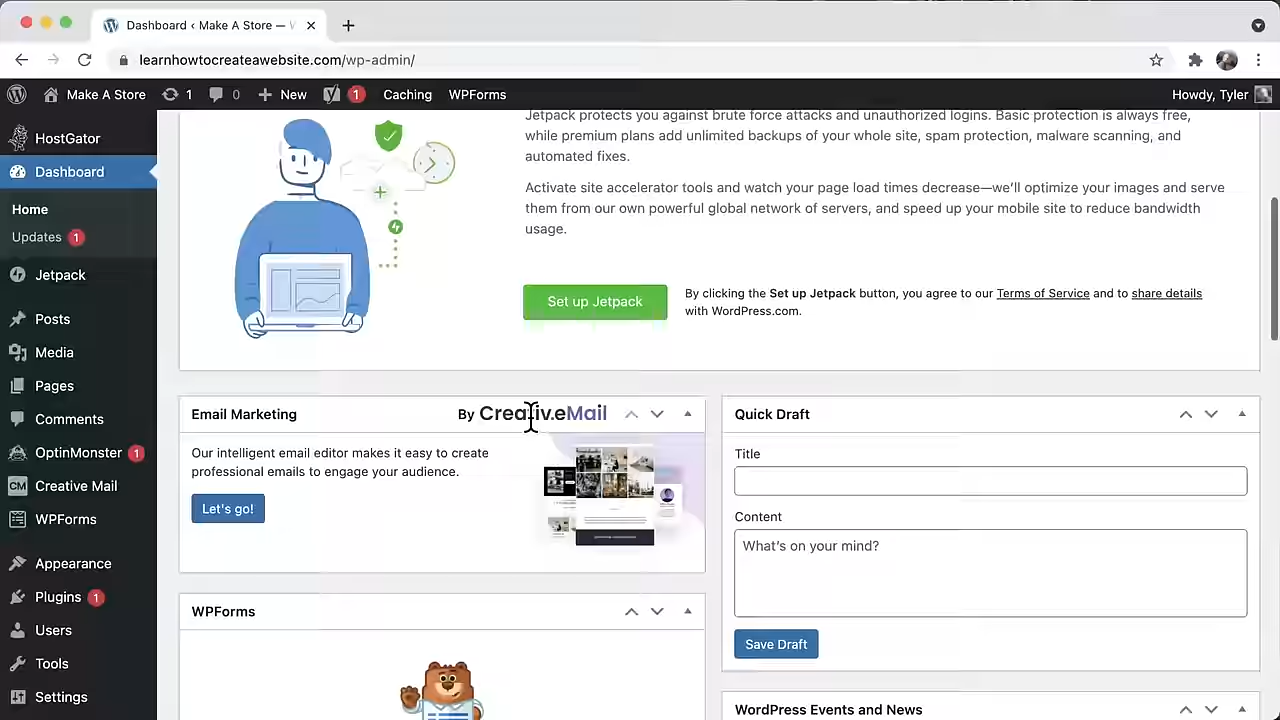 Dashboard ‹ Make A Store —
learnhowtocreateawebsite.com/wp-admin/
Make A Store 1 0 New 1 Caching WPForms Howdy, Tyler
HostGator
Dashboard
Home
Updates 1
Jetpack
Posts
Media
Pages
Comments
OptinMonster 1
CM Creative Mail
WPForms
Appearance
Plugins 1
Users
Tools
Settings
Jetpack protects you against brute force attacks and unauthorized logins. Basic protection is always free,
while premium plans add unlimited backups of your whole site, spam protection, malware scanning, and
automated fixes.
Activate site accelerator tools and watch your page load times decrease—we'll optimize your images and serve
them from our own powerful global network of servers, and speed up your mobile site to reduce bandwidth
usage.
Set up Jetpack
By clicking the Set up Jetpack button, you agree to our Terms of Service and to share details
with WordPress.com.
Email Marketing By CreativeMail
Our intelligent email editor makes it easy to create
professional emails to engage your audience.
Let's go!
WPForms
Quick Draft
Title
Content
What's on your mind?
Save Draft
WordPress Events and News